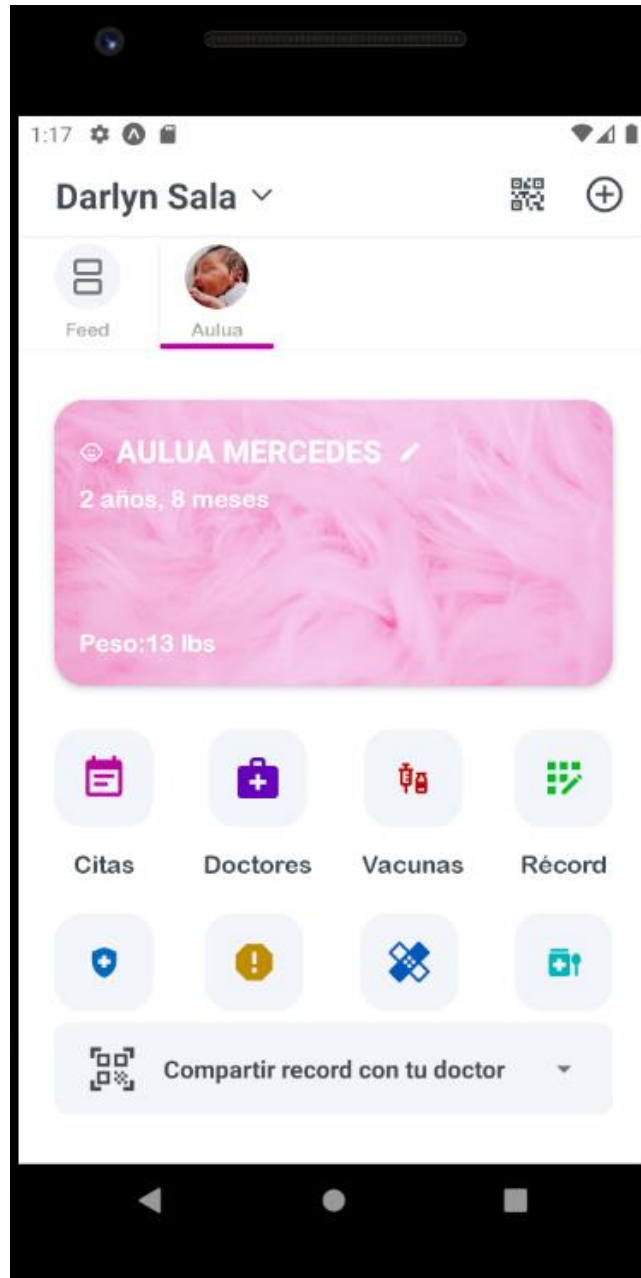 1:17
Darlyn Sala
Feed
Aulua
AULUA MERCEDES
2 años, 8 meses
Peso:13 lbs
Citas Doctores Vacunas Récord
Compartir record con tu doctor